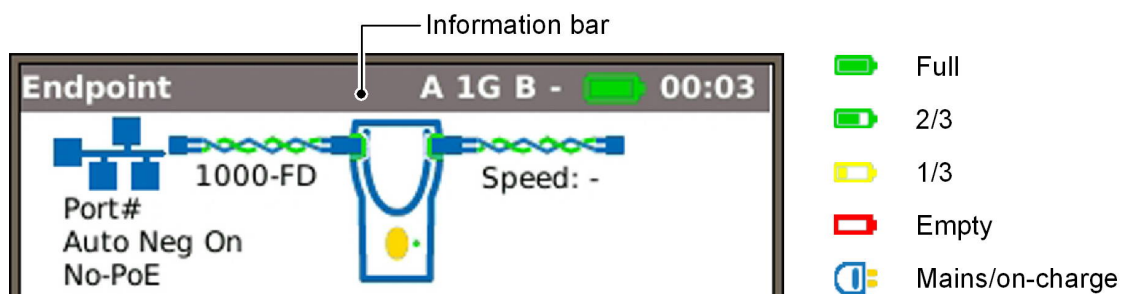 Information bar
Endpoint A 1G B - 00:03
1000-FD
Speed: -
Port#
Auto Neg On
No-PoE
Full
2/3
1/3
Empty
Mains/on-charge